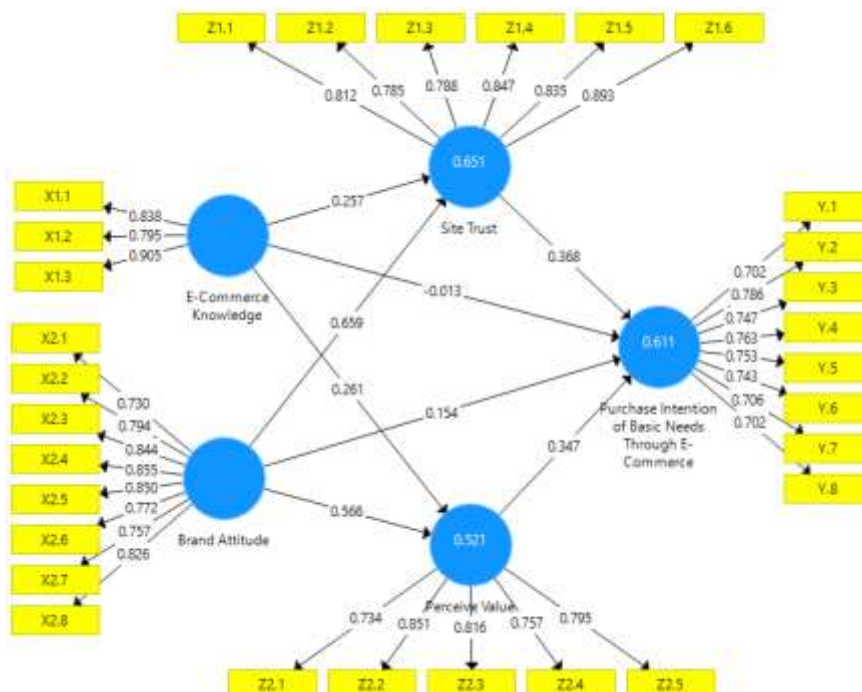 Z1.1 Z1.2 Z1.3 Z1.4 Z1.5 Z1.6
0.812 0.785 0.788 0.847 0.835 0.893
0.651
Site Trust
X1.1
X1.2
X1.3
0.838
0.795
0.905
E-Commerce
Knowledge
0.257
-0.013
0.659
0.261
0.368
X2.1
X2.2
X2.3
X2.4
X2.5
X2.6
X2.7
X2.8
0.730
0.794
0.844
0.855
0.850
0.772
0.757
0.826
Brand Attitude
0.154
0.566
0.347
0.611
Purchase Intention
of Basic Needs
Through E-
Commerce
0.702
0.786
0.747
0.763
0.753
0.743
0.706
0.702
Y.1
Y.2
Y.3
Y.4
Y.5
Y.6
Y.7
Y.8
0.521
Perceive Value
0.734 0.851 0.816 0.757 0.795
Z2.1 Z2.2 Z2.3 Z2.4 Z2.5